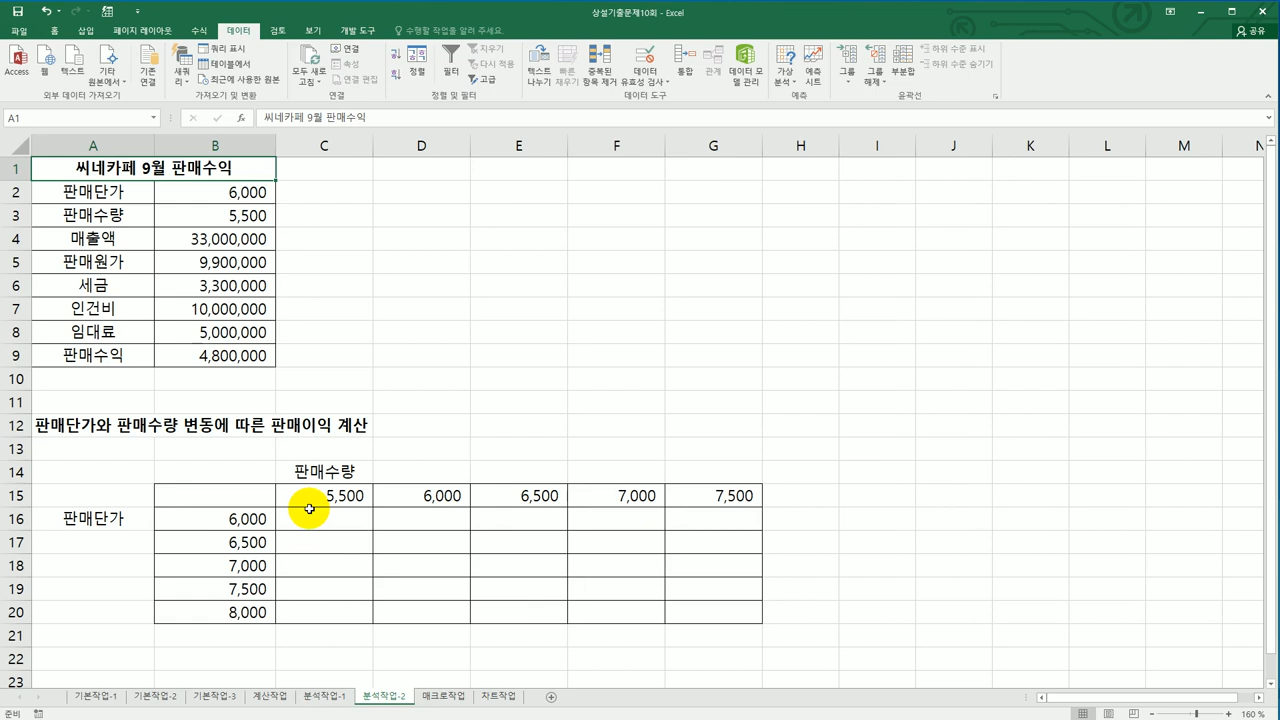 상설기출문제10회 - Excel
파일 홈 삽입 페이지 레이아웃 수식 데이터 검토 보기 개발 도구 수행할 작업을 알려 주세요. 공유
Access 웹 텍스트 기타 원본에서 기존 연결 새쿼리 쿼리 표시 테이블에서 최근에 사용한 원본 모두 새로 고침 연결 속성 연결 편집 정렬 필터 지우기 다시 적용 고급 텍스트 나누기 빠른 채우기 중복된 항목 제거 데이터 유효성 검사 통합 관계 데이터 모델 관리 가상 분석 예측 시트 그룹 그룹 해제 부분합 하위 수준 표시 하위 수준 숨기기
외부 데이터 가져오기 가져오기 및 변환 연결 정렬 및 필터 데이터 도구 예측 윤곽선
A1 fx 씨네카페 9월 판매수익
A B C D E F G H I J K L M N
1 씨네카페 9월 판매수익
2 판매단가 6,000
3 판매수량 5,500
4 매출액 33,000,000
5 판매원가 9,900,000
6 세금 3,300,000
7 인건비 10,000,000
8 임대료 5,000,000
9 판매수익 4,800,000
10
11
12 판매단가와 판매수량 변동에 따른 판매이익 계산
13
14 판매수량
15 5,500 6,000 6,500 7,000 7,500
16 판매단가 6,000
17 6,500
18 7,000
19 7,500
20 8,000
21
22
23
기본작업-1 기본작업-2 기본작업-3 계산작업 분석작업-1 분석작업-2 매크로작업 차트작업
준비 160 %